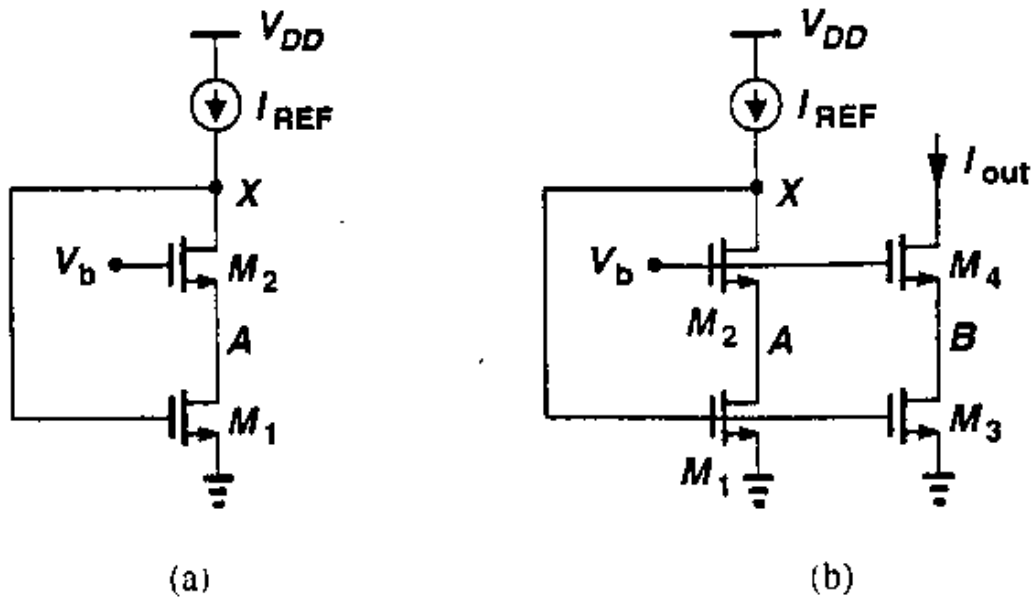 V_DD
I_REF
X
V_b
M_2
A
M_1
(a)
V_DD
I_REF
X
I_out
V_b
M_2
M_4
A
B
M_1
M_3
(b)